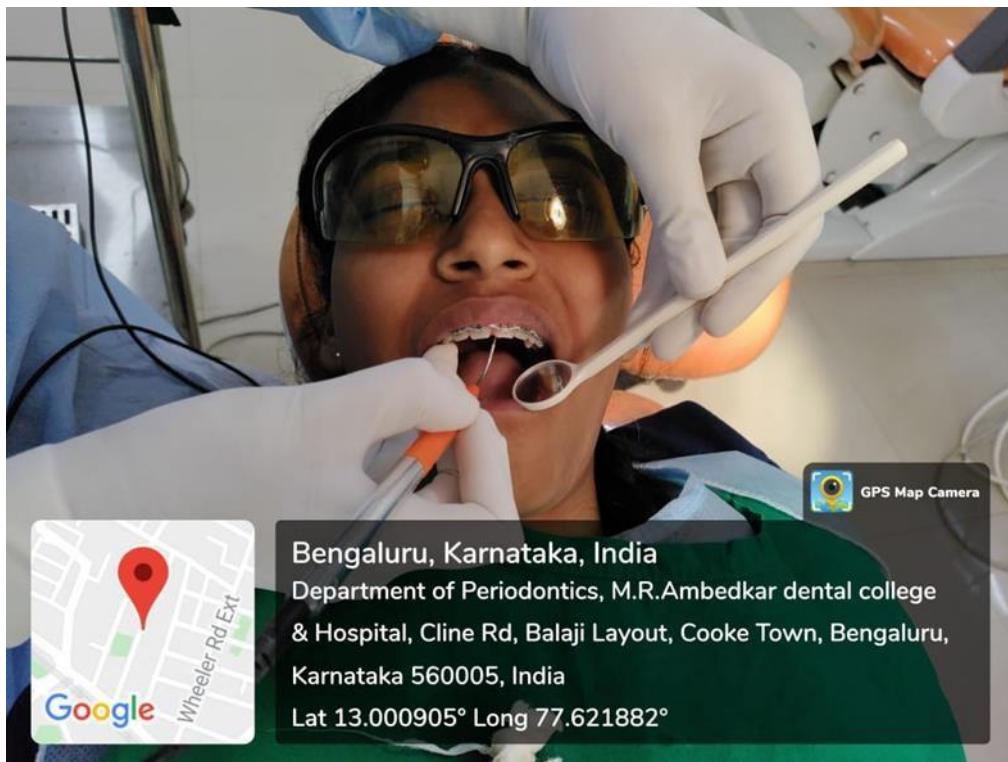 GPS Map Camera
Bengaluru, Karnataka, India
Department of Periodontics, M.R.Ambedkar dental college
& Hospital, Cline Rd, Balaji Layout, Cooke Town, Bengaluru,
Karnataka 560005, India
Lat 13.000905° Long 77.621882°
Wheeler Rd Ext
Google